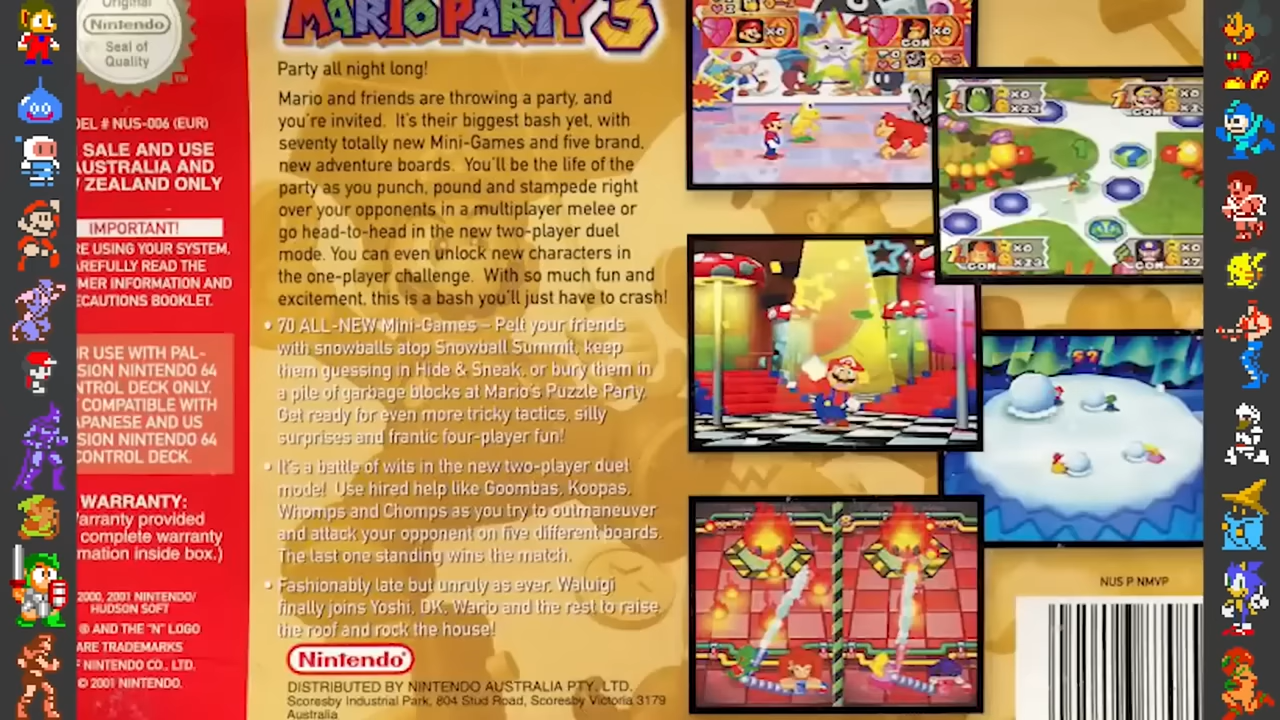 Original
Nintendo
Seal of
Quality
DEL # NUS-006 (EUR)
SALE AND USE
AUSTRALIA AND
ZEALAND ONLY
IMPORTANT!
RE USING YOUR SYSTEM,
AREFULLY READ THE
MER INFORMATION AND
ECAUTIONS BOOKLET.
R USE WITH PAL-
SION NINTENDO 64
NTROL DECK ONLY.
COMPATIBLE WITH
APANESE AND US
SION NINTENDO 64
CONTROL DECK.
WARRANTY:
arranty provided
complete warranty
mation inside box.)
2000, 2001 NINTENDO/
HUDSON SOFT
® AND THE "N" LOGO
ARE TRADEMARKS
F NINTENDO CO., LTD.
© 2001 NINTENDO.
MARIO PARTY 3
Party all night long!
Mario and friends are throwing a party, and
you're invited. It's their biggest bash yet, with
seventy totally new Mini-Games and five brand,
new adventure boards. You'll be the life of the
party as you punch, pound and stampede right
over your opponents in a multiplayer melee or
go head-to-head in the new two-player duel
mode. You can even unlock new characters in
the one-player challenge. With so much fun and
excitement, this is a bash you'll just have to crash!
• 70 ALL-NEW Mini-Games – Pelt your friends
with snowballs atop Snowball Summit, keep
them guessing in Hide & Sneak, or bury them in
a pile of garbage blocks at Mario's Puzzle Party.
Get ready for even more tricky tactics, silly
surprises and frantic four-player fun!
• It's a battle of wits in the new two-player duel
mode! Use hired help like Goombas, Koopas,
Whomps and Chomps as you try to outmaneuver
and attack your opponent on five different boards.
The last one standing wins the match.
• Fashionably late but unruly as ever, Waluigi
finally joins Yoshi, DK, Wario and the rest to raise
the roof and rock the house!
Nintendo
DISTRIBUTED BY NINTENDO AUSTRALIA PTY. LTD.
Scoresby Industrial Park, 804 Stud Road, Scoresby Victoria 3179
Australia
COM
COM
COM
COM
57
NUS P NMVP